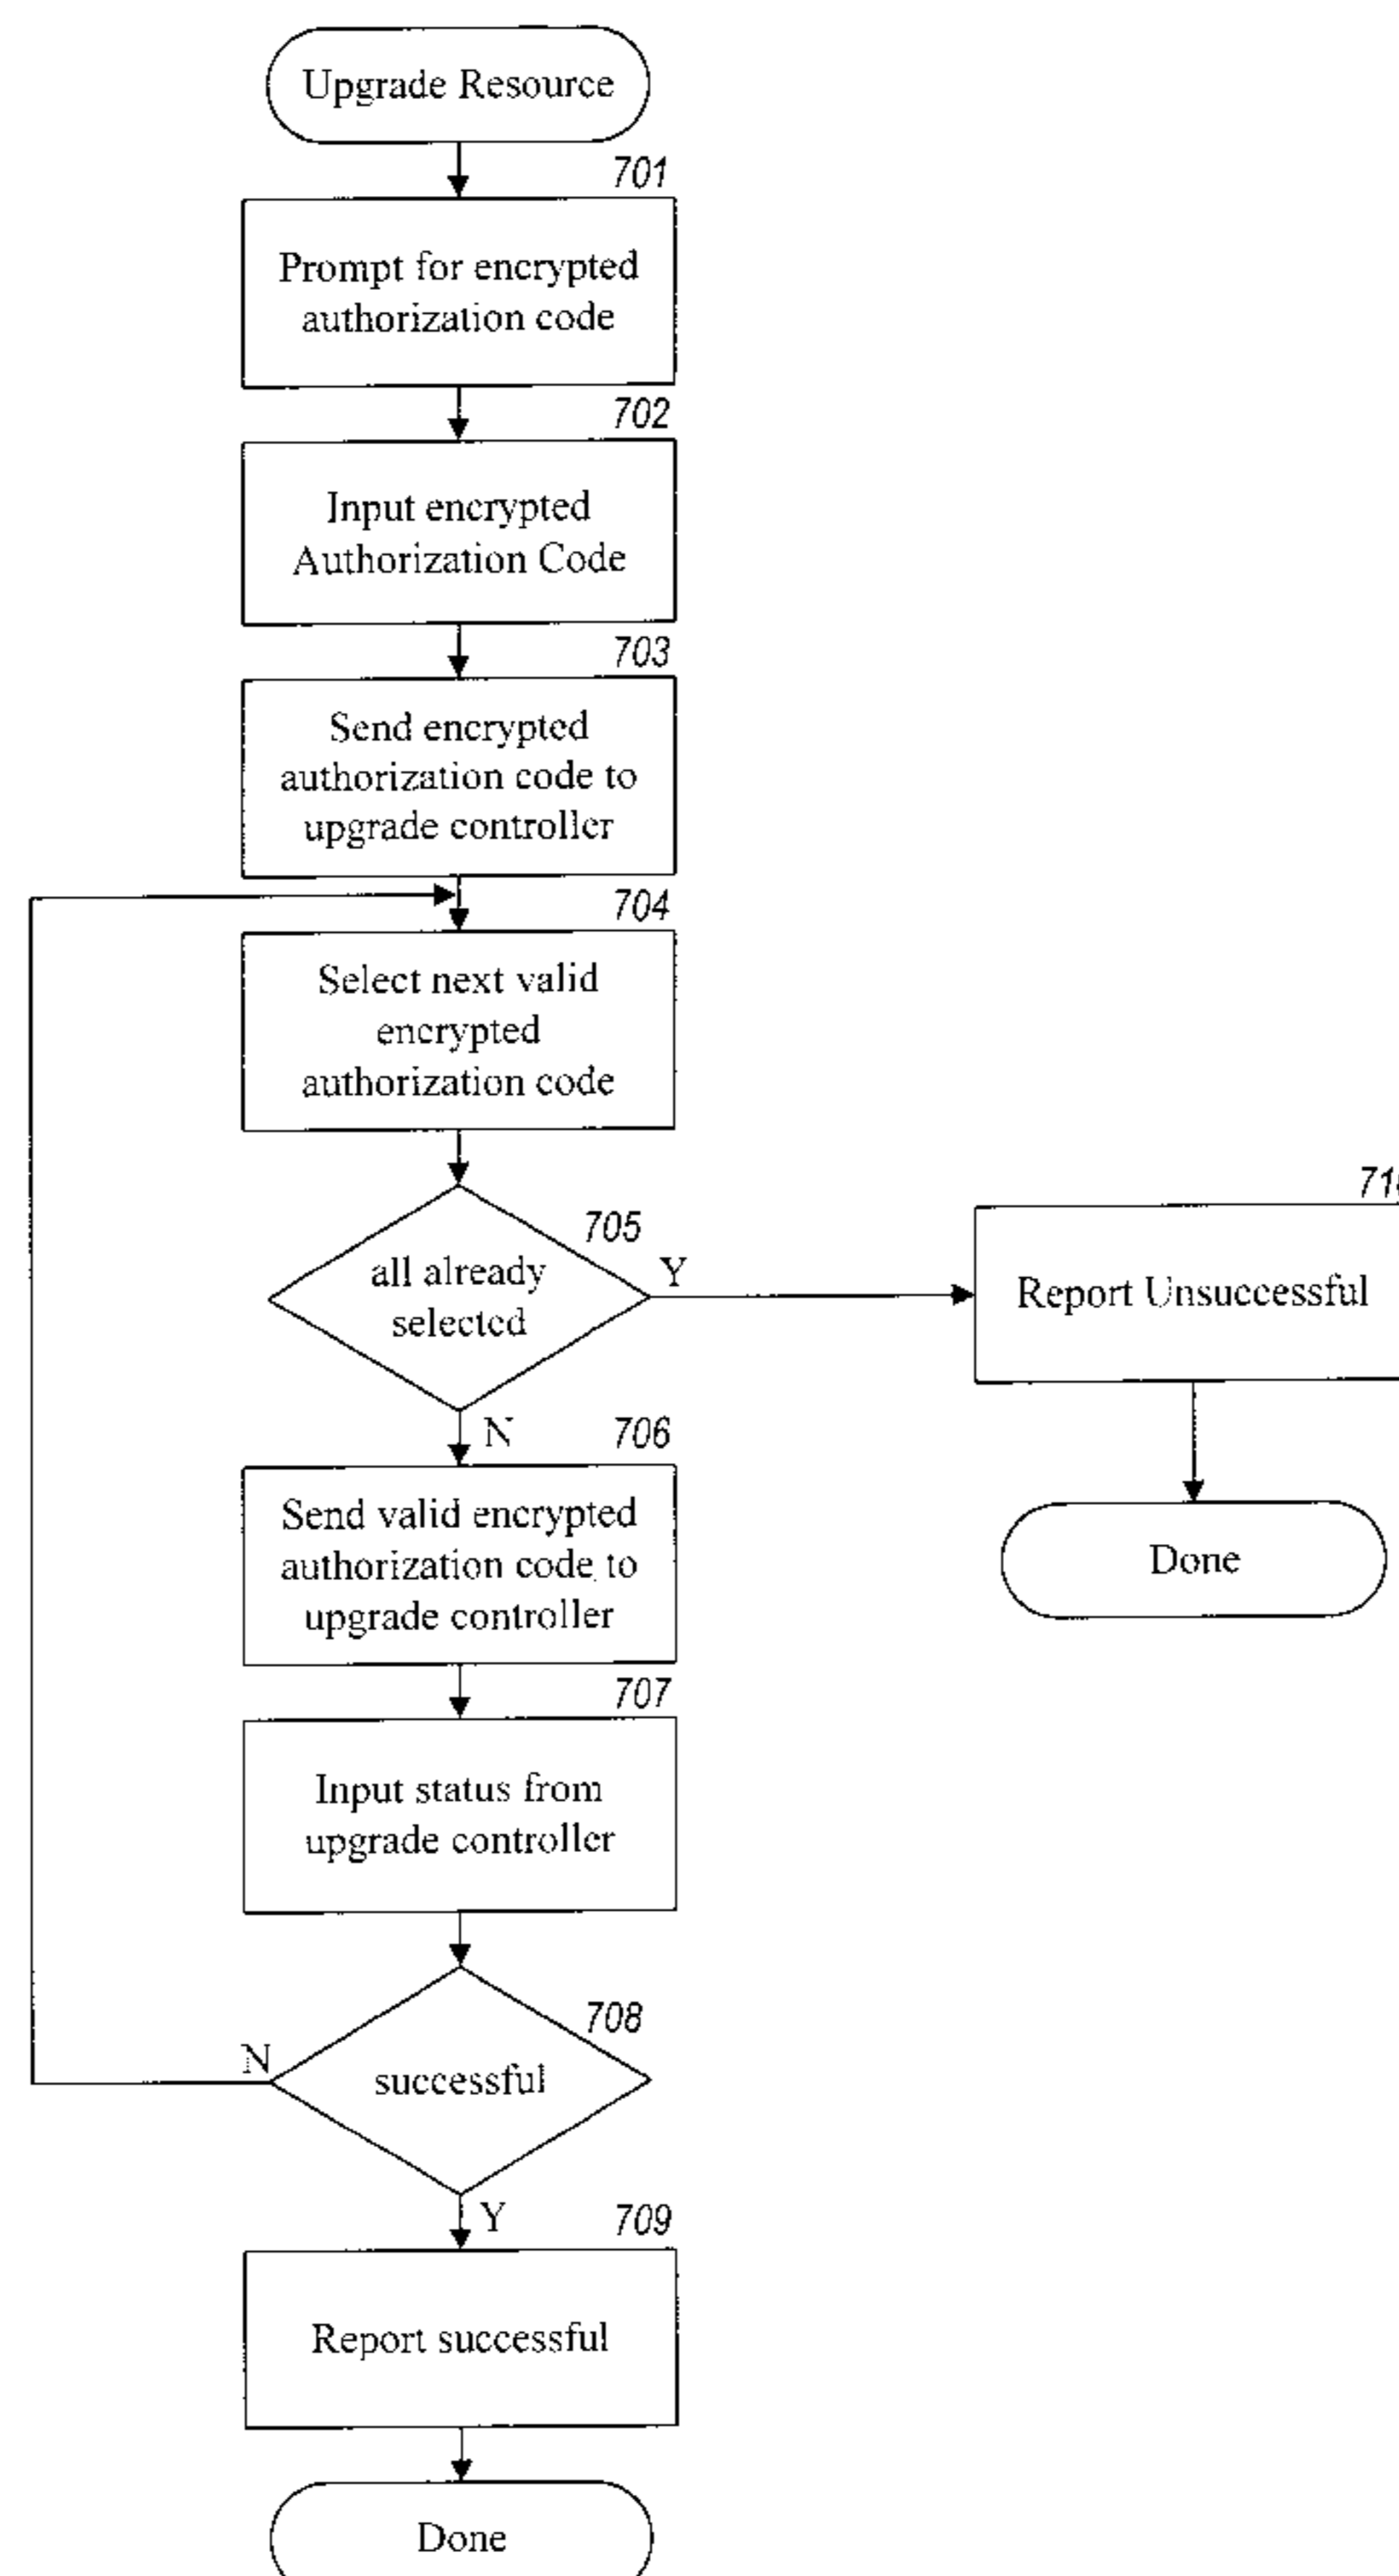 Upgrade Resource
701
Prompt for encrypted
authorization code
702
Input encrypted
Authorization Code
703
Send encrypted
authorization code to
upgrade controller
704
Select next valid
encrypted
authorization code
705
all already
selected
Y
Report Unsuccessful
Done
N
706
Send valid encrypted
authorization code to
upgrade controller
707
Input status from
upgrade controller
708
successful
N
Y
709
Report successful
Done